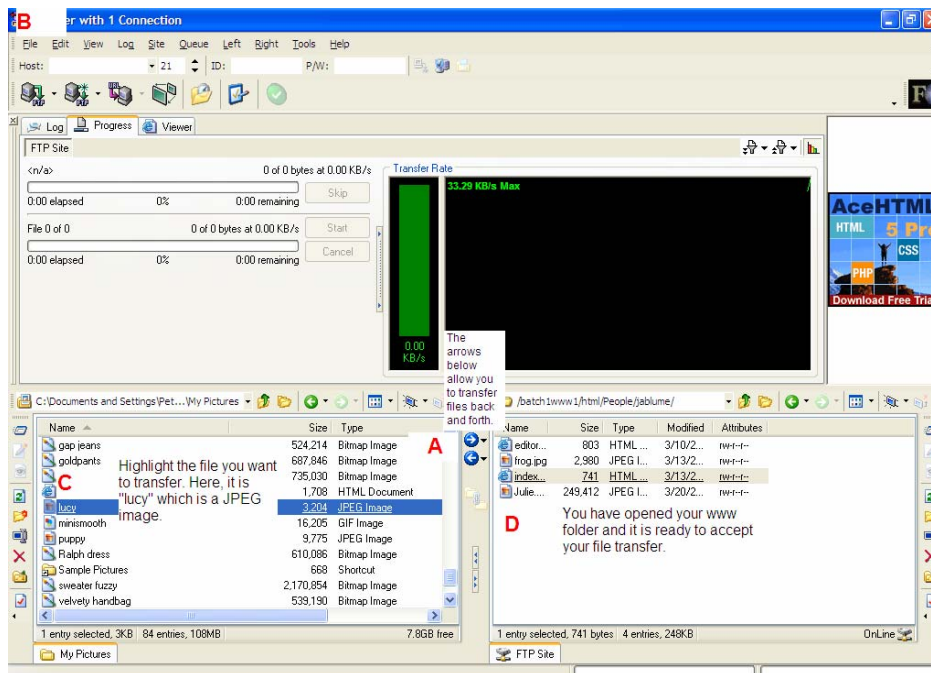 B er with 1 Connection
File Edit View Log Site Queue Left Right Tools Help
Host: 21 ID: P/W:
Log Progress Viewer
FTP Site
<n/a> 0 of 0 bytes at 0.00 KB/s
Skip
0:00 elapsed 0% 0:00 remaining
File 0 of 0 0 of 0 bytes at 0.00 KB/s
Start
Cancel
0:00 elapsed 0% 0:00 remaining
Transfer Rate
33.29 KB/s Max
0.00
KB/s
AceHTML
HTML 5 Pro
CSS
PHP
Download Free Tria
The
arrows
below
allow you
to transfer
files back
and forth.
C:\Documents and Settings\Pet...\My Pictures
Name Size Type
gap jeans 524,214 Bitmap Image
goldpants 687,846 Bitmap Image
735,030 Bitmap Image
1,708 HTML Document
lucy 3,204 JPEG Image
minismooth 16,205 GIF Image
puppy 9,775 JPEG Image
Ralph dress 610,086 Bitmap Image
Sample Pictures 668 Shortcut
sweater fuzzy 2,170,854 Bitmap Image
velvety handbag 539,190 Bitmap Image
A
C
Highlight the file you want
to transfer. Here, it is
"lucy" which is a JPEG
image.
1 entry selected, 3KB 84 entries, 108MB 7.8GB free
My Pictures
/batch1www1/html/People/jablume/
Name Size Type Modified Attributes
editor... 803 HTML ... 3/10/2... rw-r--r--
frog.jpg 2,980 JPEG I... 3/13/2... rw-r--r--
index... 741 HTML ... 3/13/2... rw-r--r--
Julie.... 249,412 JPEG I... 3/20/2... rw-r--r--
D
You have opened your www
folder and it is ready to accept
your file transfer.
1 entry selected, 741 bytes 4 entries, 248KB OnLine
FTP Site